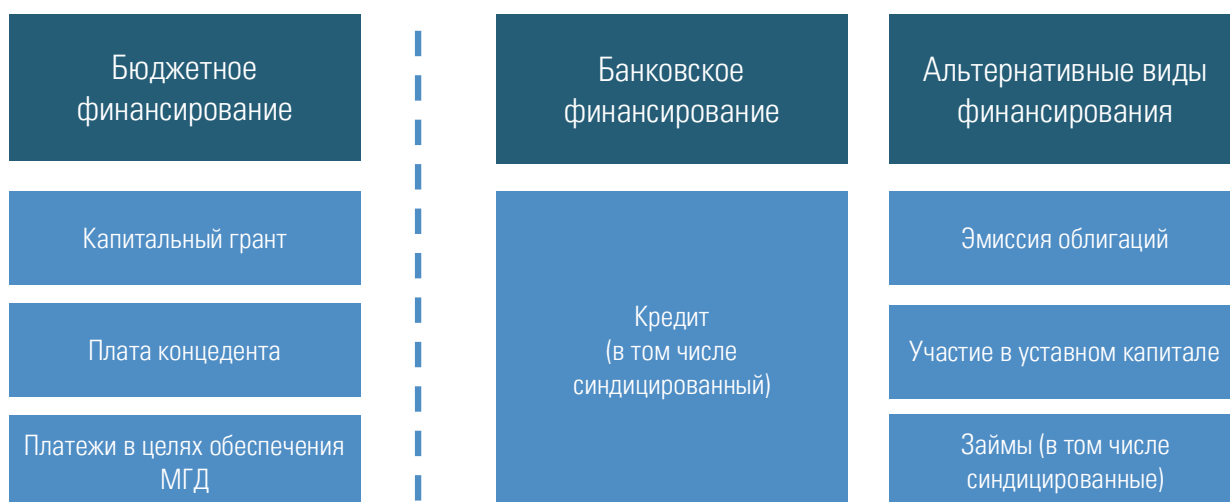 Бюджетное
финансирование
Капитальный грант
Плата концедента
Платежи в целях обеспечения
МГД
Банковское
финансирование
Кредит
(в том числе
синдицированный)
Альтернативные виды
финансирования
Эмиссия облигаций
Участие в уставном капитале
Займы (в том числе
синдицированные)